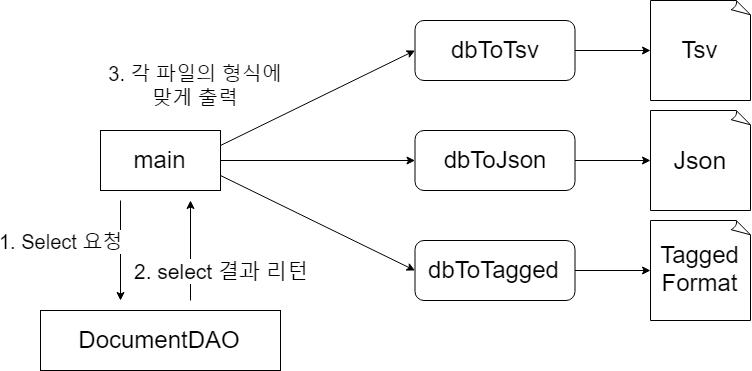 dbToTsv
Tsv
3. 각 파일의 형식에
맞게 출력
main
dbToJson
Json
1. Select 요청
2. select 결과 리턴
dbToTagged
Tagged
Format
DocumentDAO